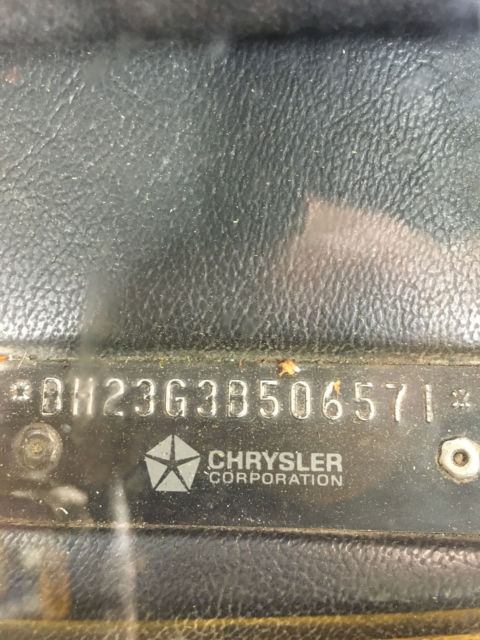 *BH23G3B506571*
CHRYSLER
CORPORATION